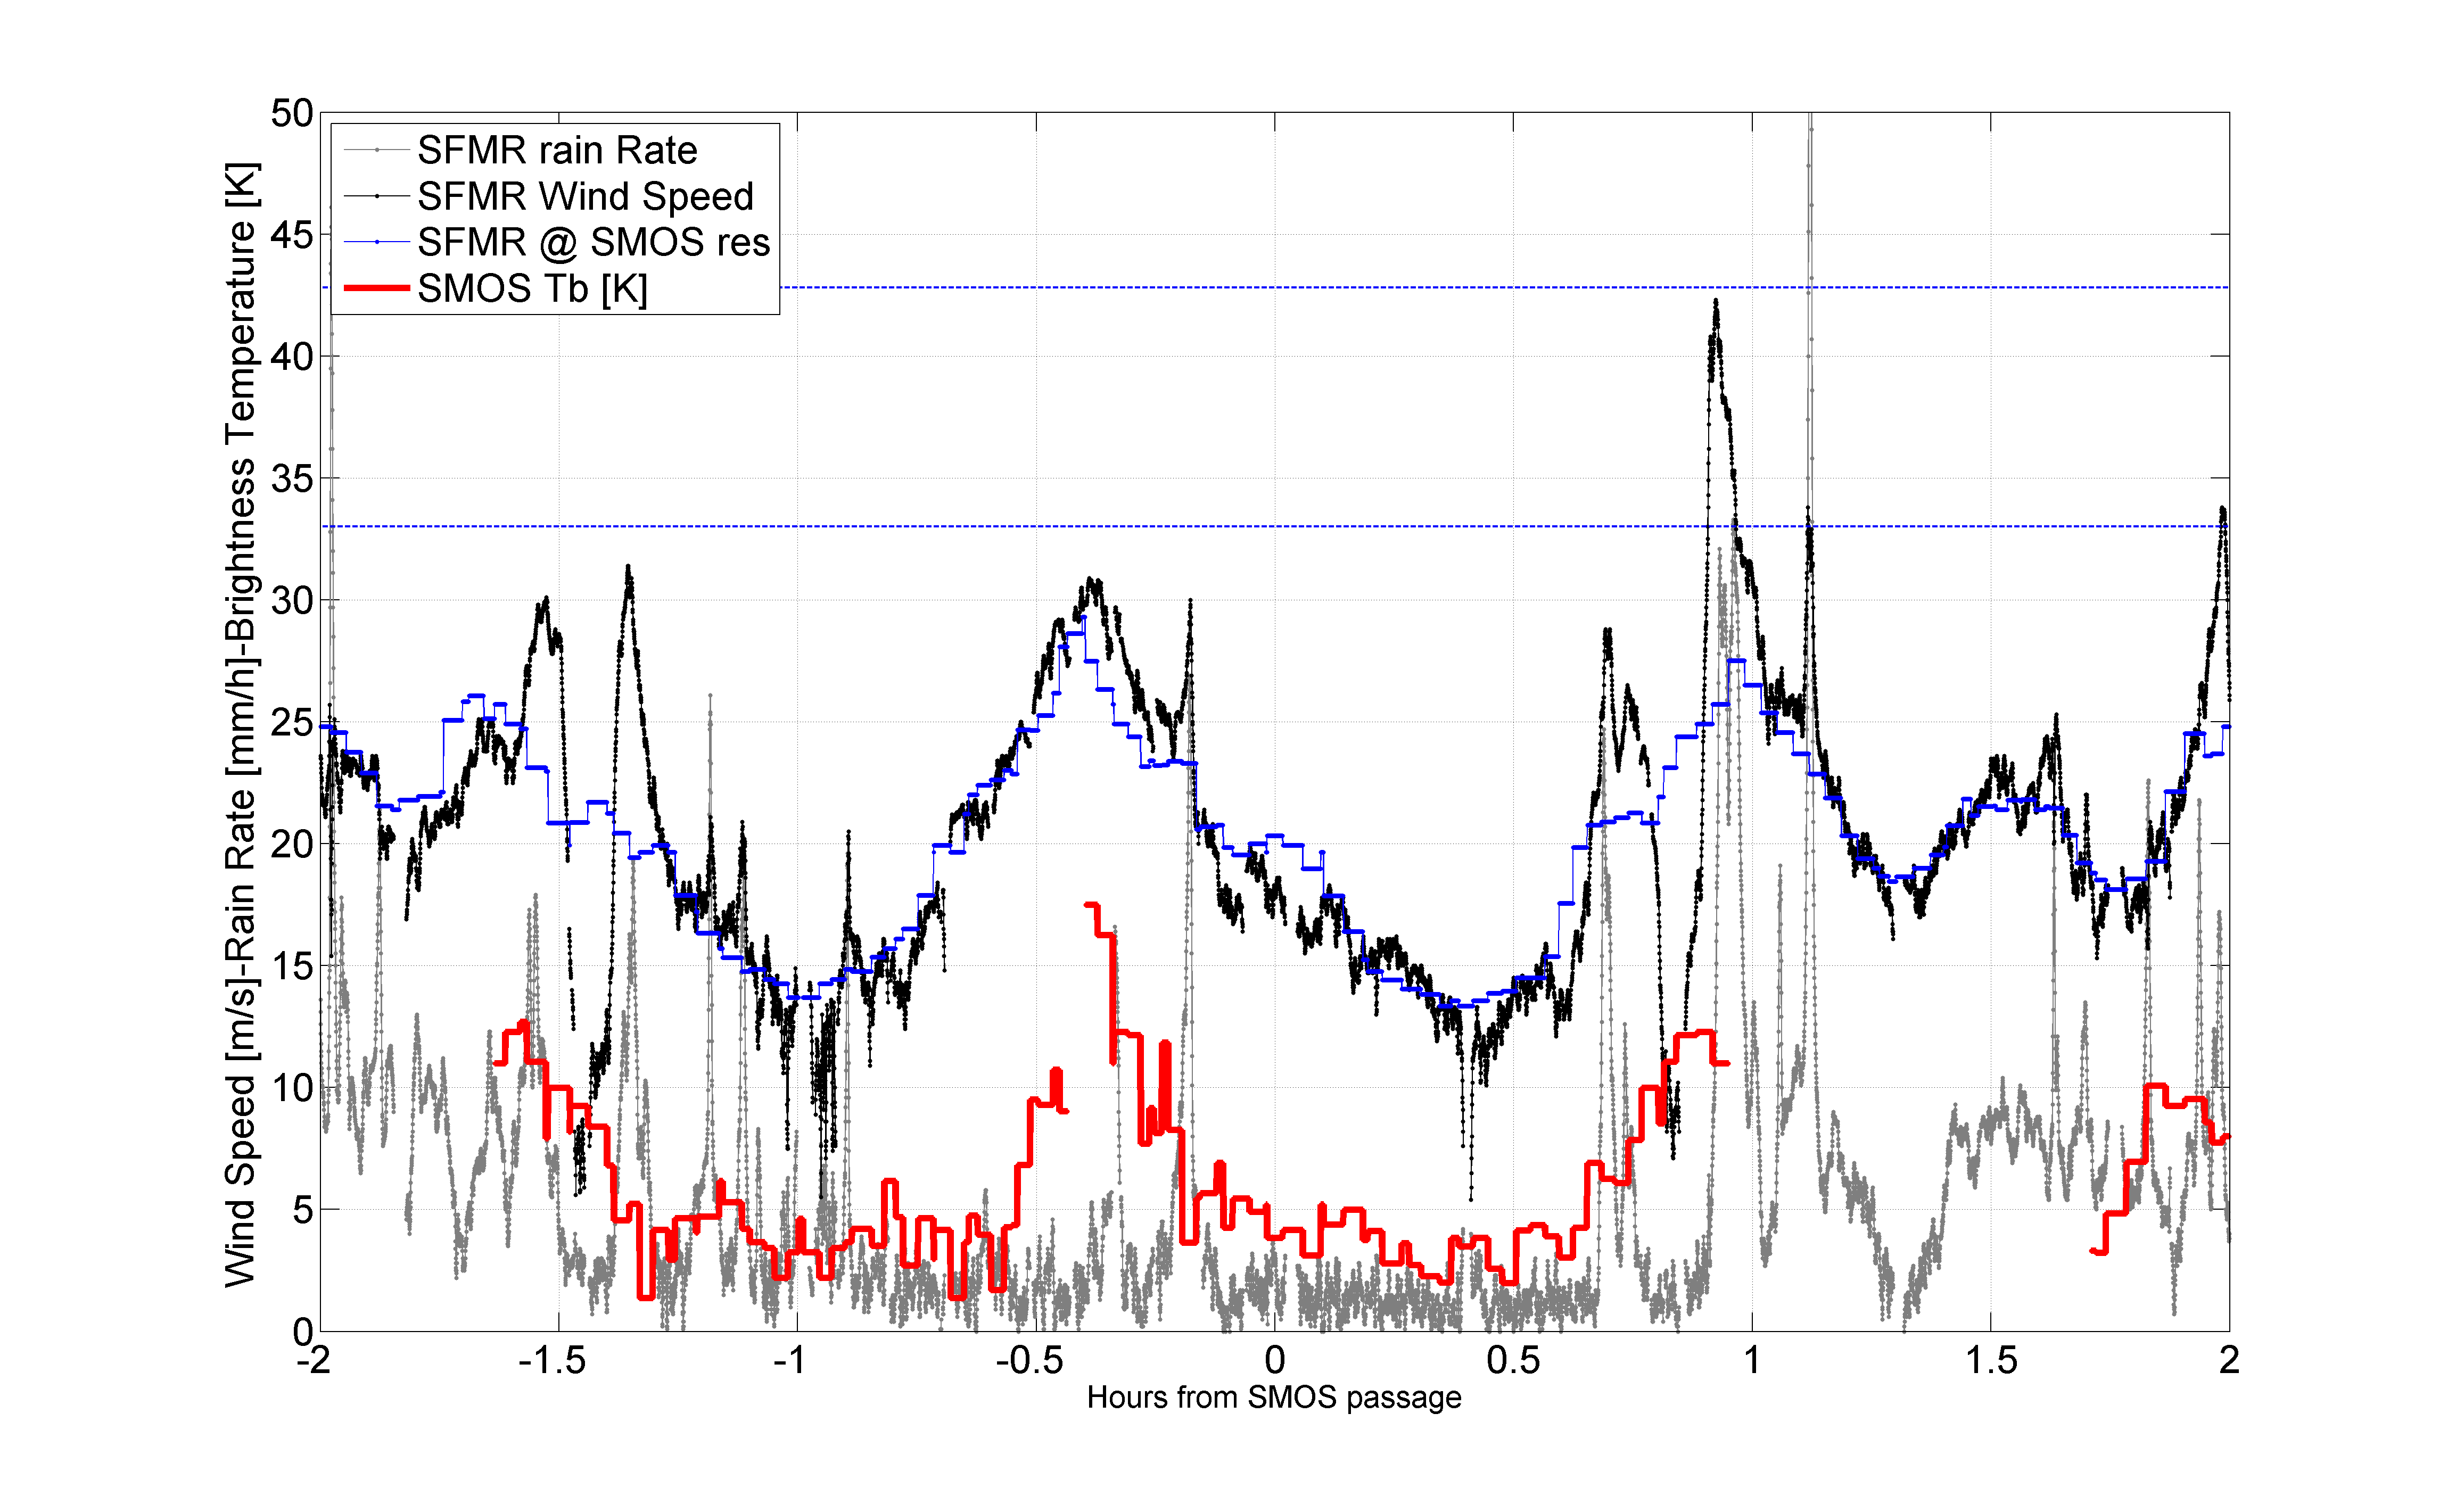 Wind Speed [m/s]-Rain Rate [mm/h]-Brightness Temperature [K]
50
45
40
35
30
25
20
15
10
5
0
SFMR rain Rate
SFMR Wind Speed
SFMR @ SMOS res
SMOS Tb [K]
-2 -1.5 -1 -0.5 0 0.5 1 1.5 2
Hours from SMOS passage